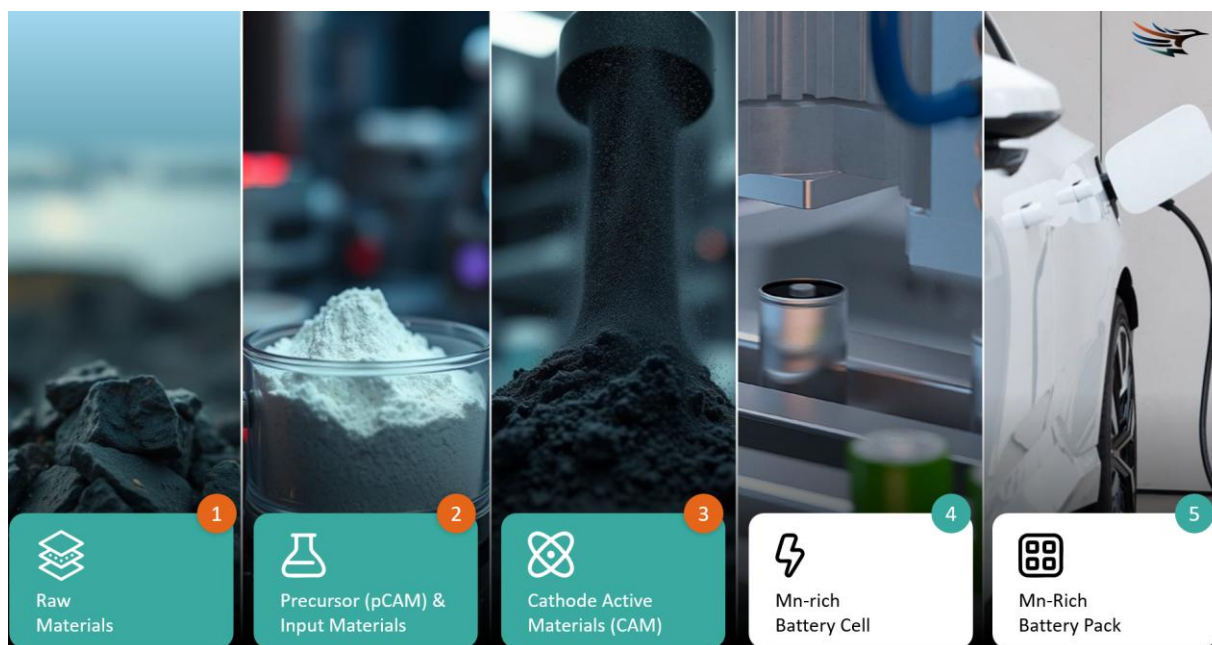 1
Raw
Materials
2
Precursor (pCAM) &
Input Materials
3
Cathode Active
Materials (CAM)
4
Mn-rich
Battery Cell
5
Mn-Rich
Battery Pack